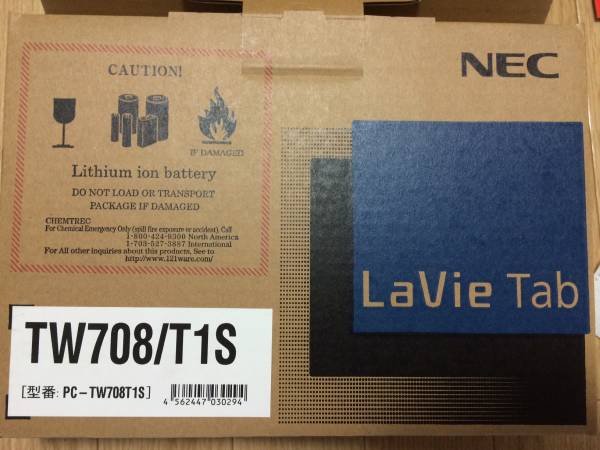 CAUTION!
IF DAMAGED
Lithium ion battery
DO NOT LOAD OR TRANSPORT
PACKAGE IF DAMAGED
CHEMTREC
For Chemical Emergency Only (spill fire exposure or accident), Call
1-800-424-9300 North America
1-703-527-3887 International
For All other inquiries about this products, See to
http://www.121ware.com/
NEC
LaVie Tab
TW708/T1S
[型番: PC-TW708T1S]
4 562447 030294